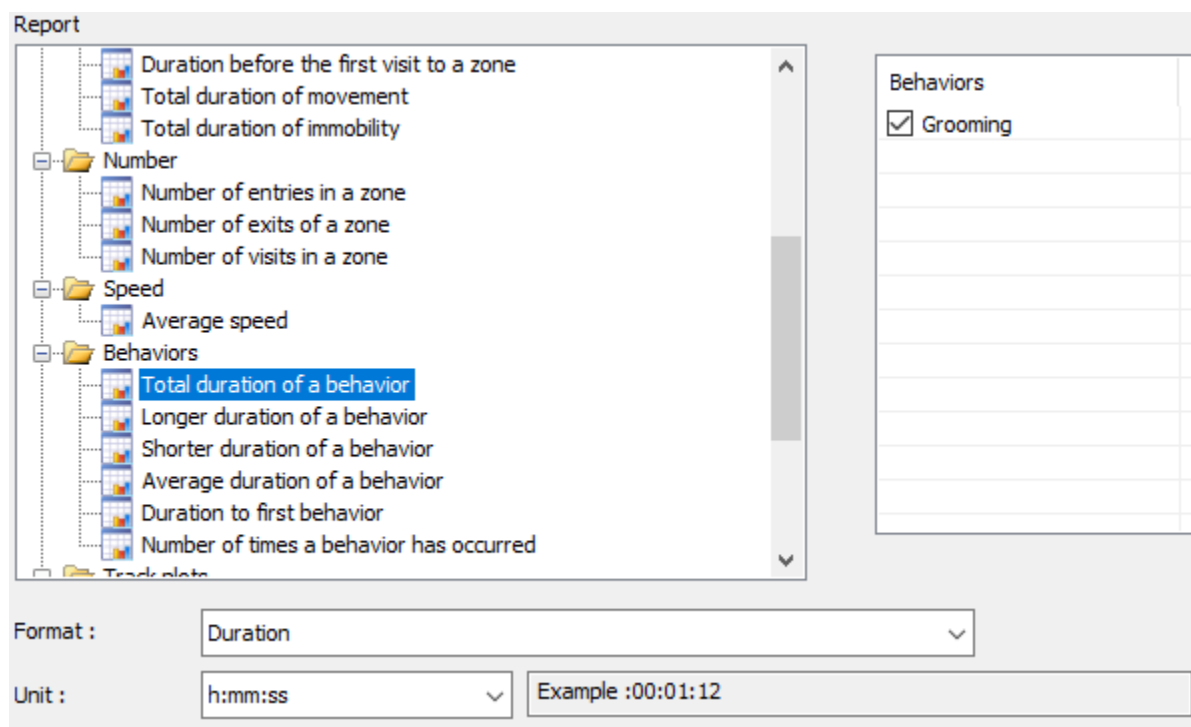 Report
Duration before the first visit to a zone
Total duration of movement
Total duration of immobility
Number
Number of entries in a zone
Number of exits of a zone
Number of visits in a zone
Speed
Average speed
Behaviors
Total duration of a behavior
Longer duration of a behavior
Shorter duration of a behavior
Average duration of a behavior
Duration to first behavior
Number of times a behavior has occurred
Track plots
Behaviors
Grooming
Format :
Duration
Unit :
h:mm:ss
Example :00:01:12